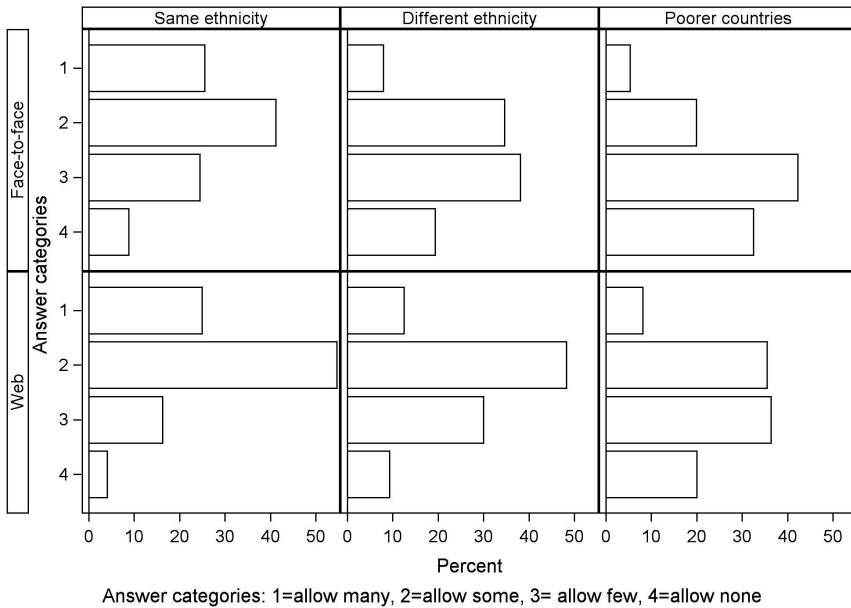 Same ethnicity
Different ethnicity
Poorer countries
Face-to-face
Web
Answer categories
1
2
3
4
1
2
3
4
0 10 20 30 40 50
0 10 20 30 40 50
0 10 20 30 40 50
Percent
Answer categories: 1=allow many, 2=allow some, 3= allow few, 4=allow none